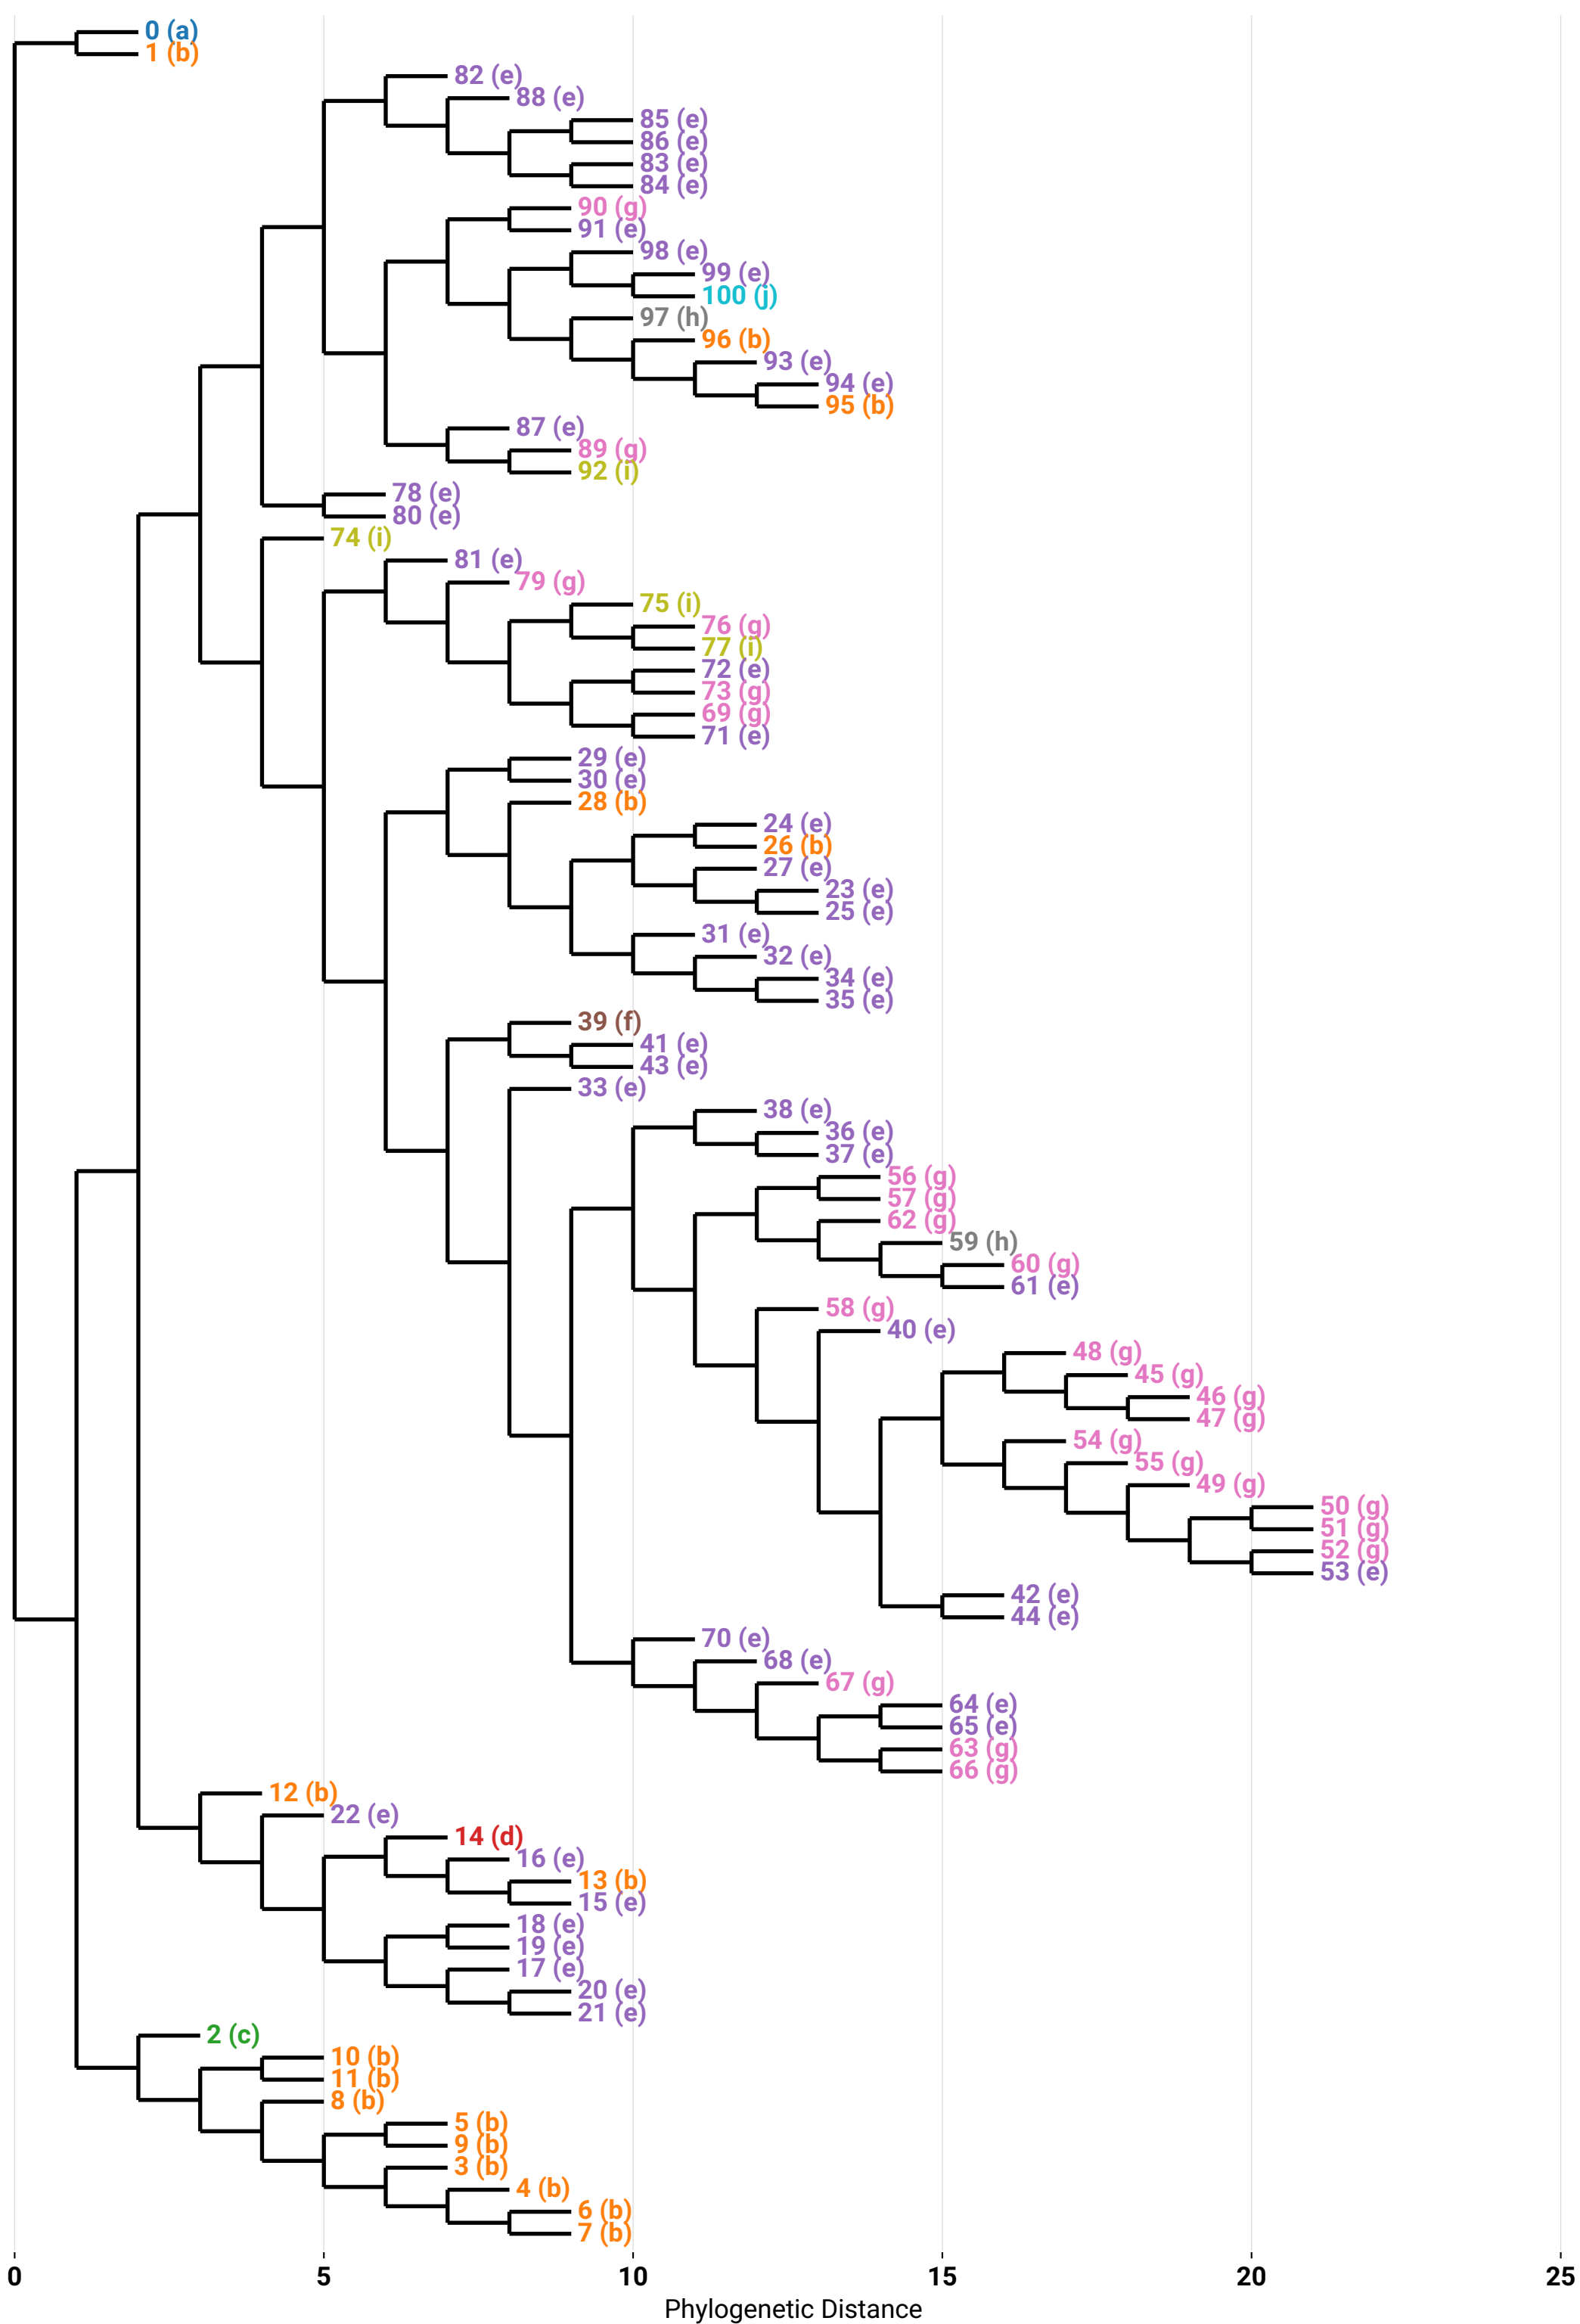 0 (a)
1 (b)
82 (e)
88 (e)
85 (e)
86 (e)
83 (e)
84 (e)
90 (g)
91 (e)
98 (e)
99 (e)
100 (j)
97 (h)
96 (b)
93 (e)
94 (e)
95 (b)
87 (e)
89 (g)
92 (i)
78 (e)
80 (e)
74 (i)
81 (e)
79 (g)
75 (i)
76 (g)
77 (i)
72 (e)
73 (g)
69 (g)
71 (e)
29 (e)
30 (e)
28 (b)
24 (e)
26 (b)
27 (e)
23 (e)
25 (e)
31 (e)
32 (e)
34 (e)
35 (e)
39 (f)
41 (e)
43 (e)
33 (e)
38 (e)
36 (e)
37 (e)
56 (g)
57 (g)
62 (g)
59 (h)
60 (g)
61 (e)
58 (g)
40 (e)
48 (g)
45 (g)
46 (g)
47 (g)
54 (g)
55 (g)
49 (g)
50 (g)
51 (g)
52 (g)
53 (e)
42 (e)
44 (e)
70 (e)
68 (e)
67 (g)
64 (e)
65 (e)
63 (g)
66 (g)
12 (b)
22 (e)
14 (d)
16 (e)
13 (b)
15 (e)
18 (e)
19 (e)
17 (e)
20 (e)
21 (e)
2 (c)
10 (b)
11 (b)
8 (b)
5 (b)
9 (b)
3 (b)
4 (b)
6 (b)
7 (b)
0 5 10 15 20 25
Phylogenetic Distance